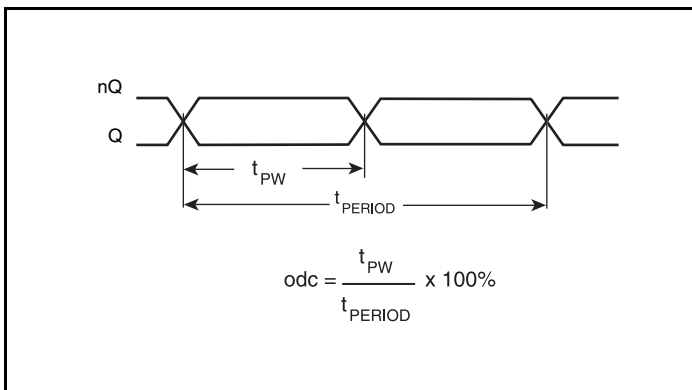 nQ
Q
tPW
tPERIOD
tPW
odc = x 100%
tPERIOD